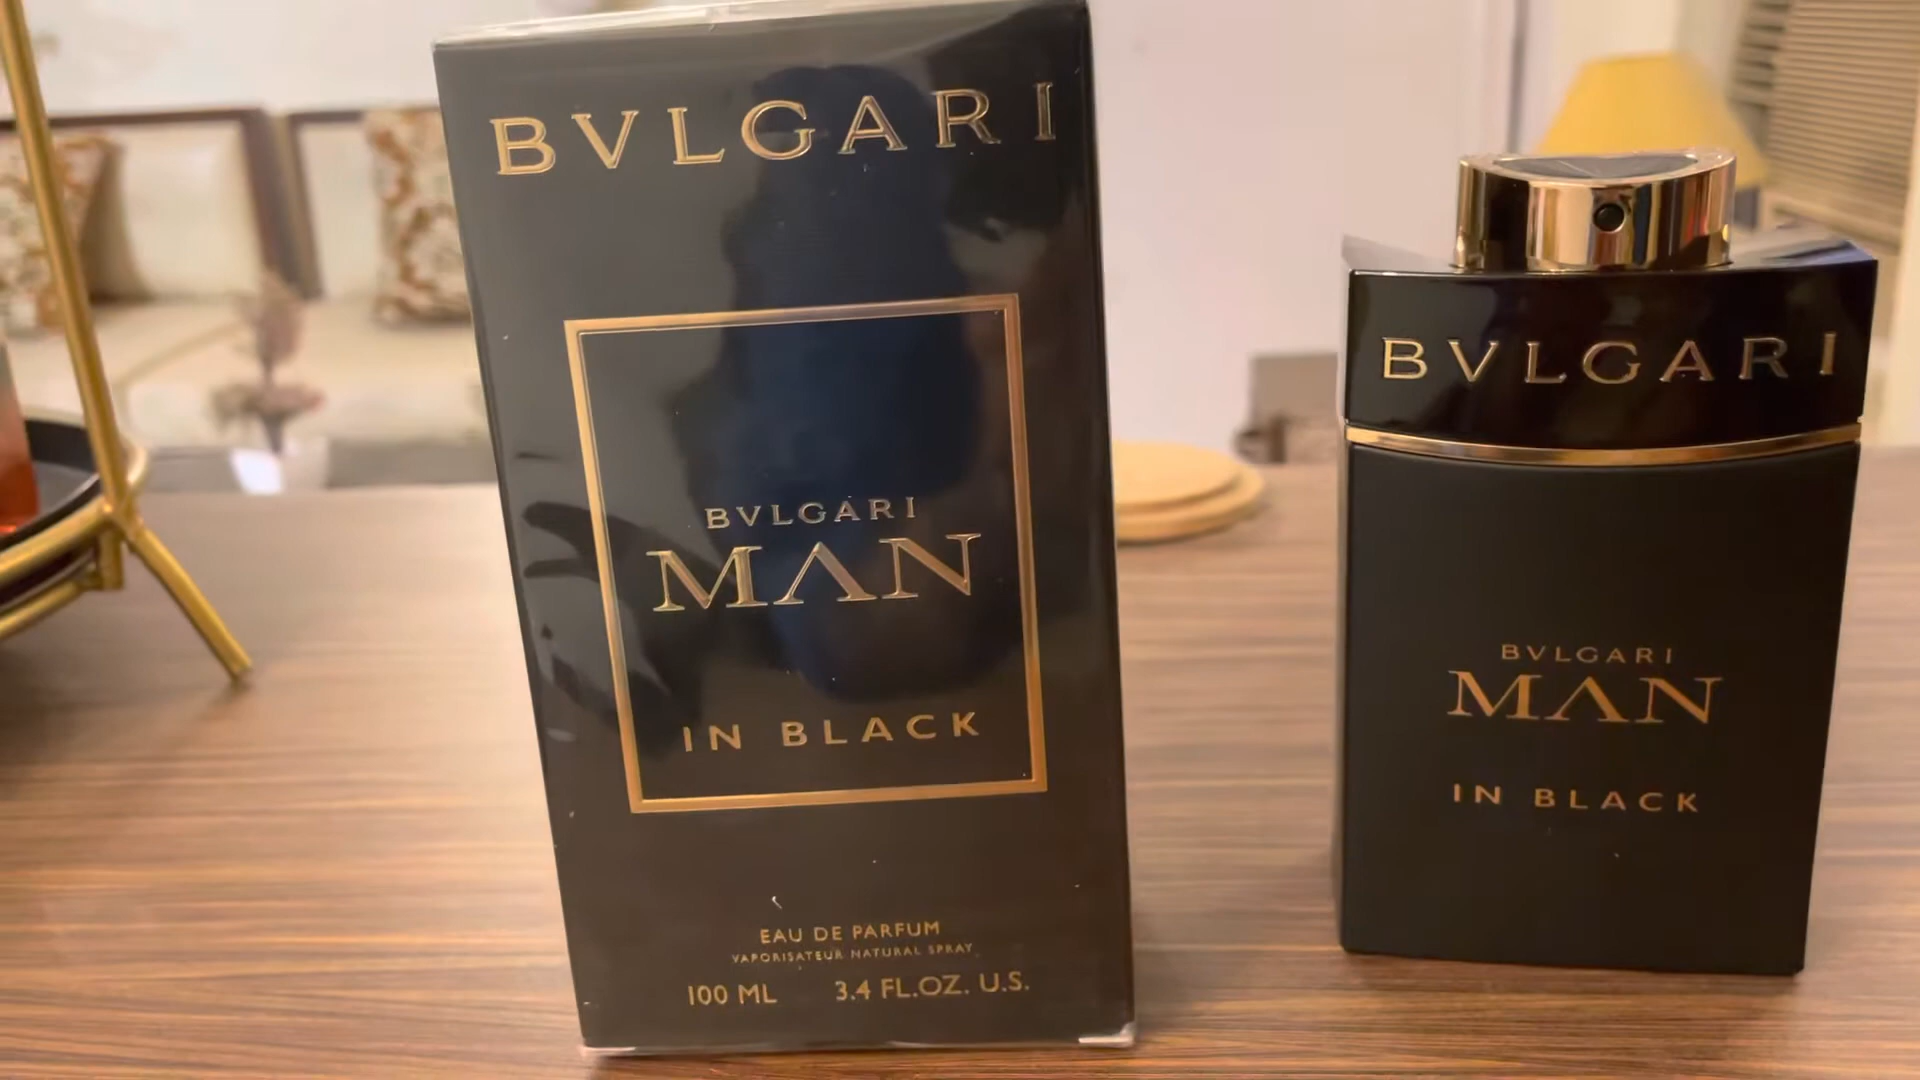 BVLGARI
BVLGARI
MAN
IN BLACK
EAU DE PARFUM
VAPORISATEUR NATURAL SPRAY
100 ML 3.4 FL.OZ. U.S.
BVLGARI
BVLGARI
MAN
IN BLACK